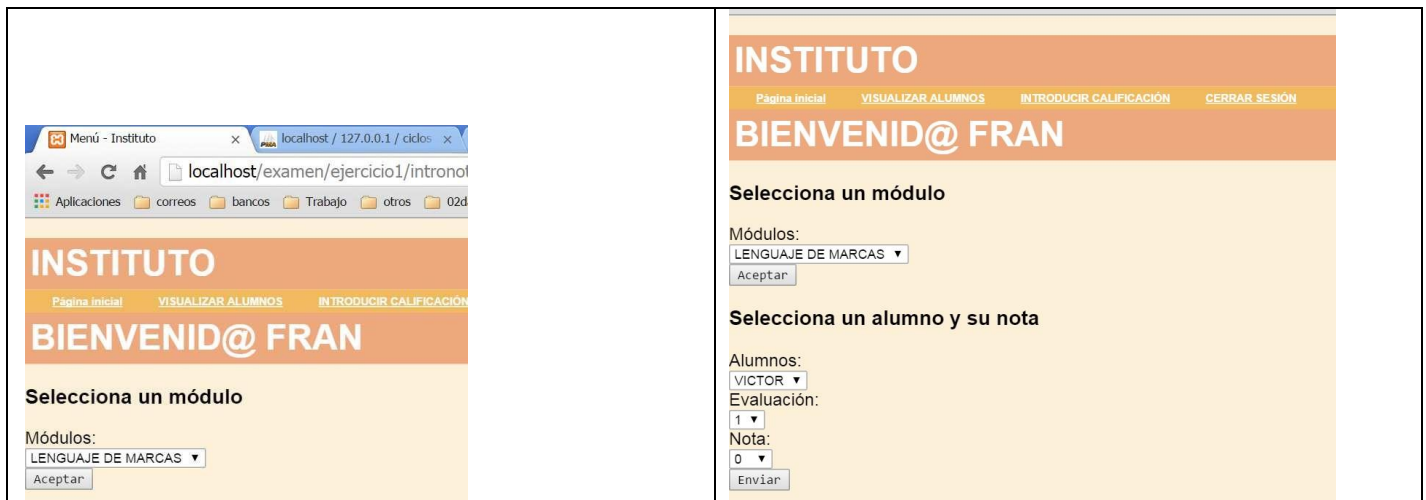 Menú - Instituto
localhost / 127.0.0.1 / ciclos
localhost/examen/ejercicio1/intronot
Aplicaciones correos bancos Trabajo otros 02d
INSTITUTO
Página inicial VISUALIZAR ALUMNOS INTRODUCIR CALIFICACIÓN
BIENVENID@ FRAN
Selecciona un módulo
Módulos:
LENGUAJE DE MARCAS
Aceptar
INSTITUTO
Página inicial VISUALIZAR ALUMNOS INTRODUCIR CALIFICACIÓN CERRAR SESIÓN
BIENVENID@ FRAN
Selecciona un módulo
Módulos:
LENGUAJE DE MARCAS
Aceptar
Selecciona un alumno y su nota
Alumnos:
VICTOR
Evaluación:
1
Nota:
0
Enviar